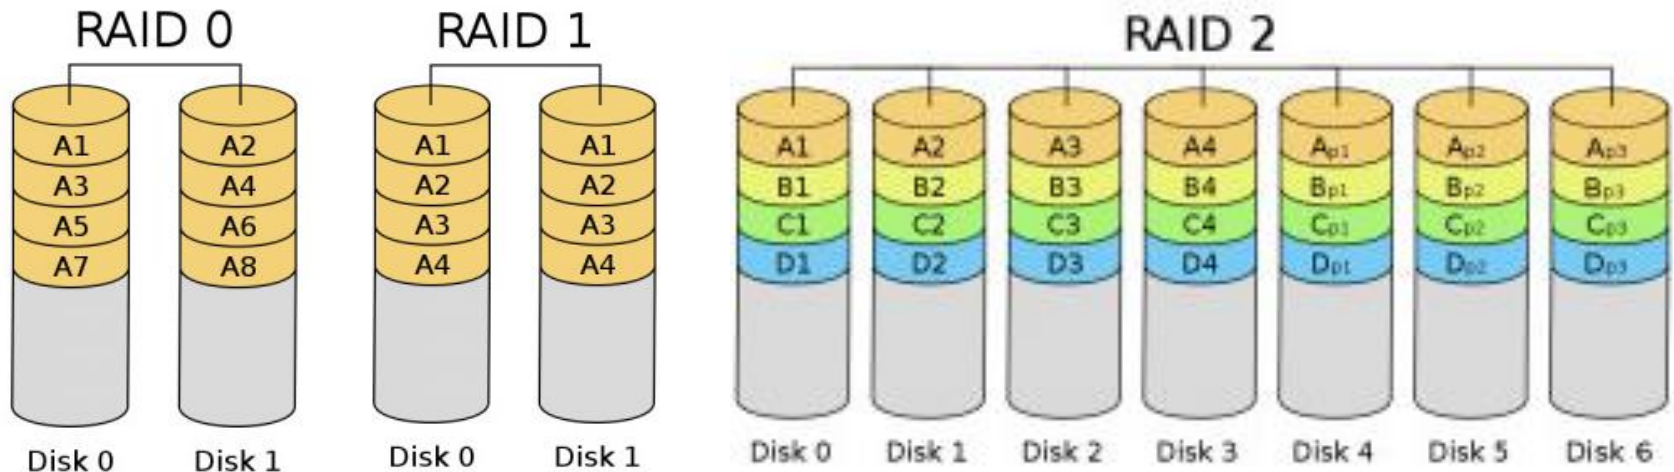 RAID 0
A1 A2
A3 A4
A5 A6
A7 A8
Disk 0 Disk 1
RAID 1
A1 A1
A2 A2
A3 A3
A4 A4
Disk 0 Disk 1
RAID 2
A1 A2 A3 A4 Ap1 Ap2 Ap3
B1 B2 B3 B4 Bp1 Bp2 Bp3
C1 C2 C3 C4 Cp1 Cp2 Cp3
D1 D2 D3 D4 Dp1 Dp2 Dp3
Disk 0 Disk 1 Disk 2 Disk 3 Disk 4 Disk 5 Disk 6